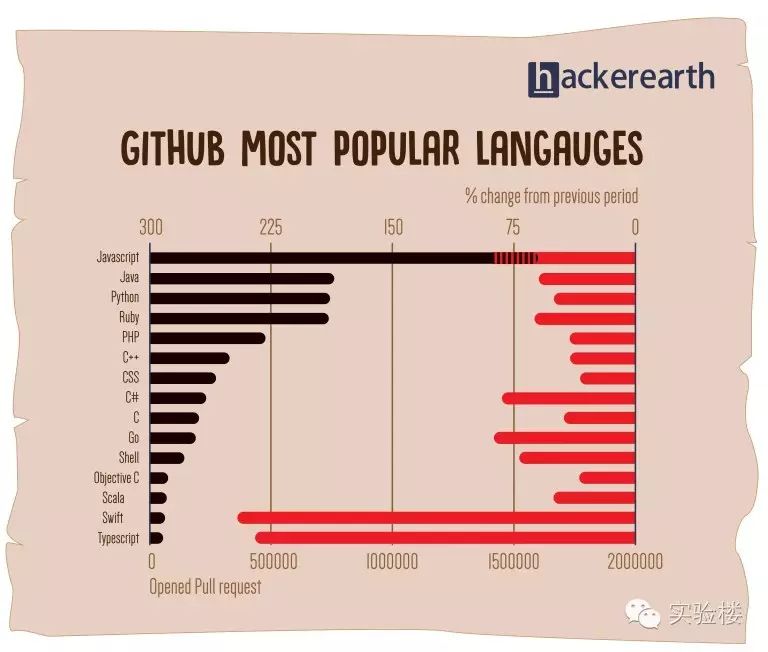 hackerearth
GITHUB MOST POPULAR LANGAUGES
% change from previous period
300 225 150 75 0
Javascript
Java
Python
Ruby
PHP
C++
CSS
C#
C
Go
Shell
Objective C
Scala
Swift
Typescript
0 500000 1000000 1500000 2000000
Opened Pull request
实验楼